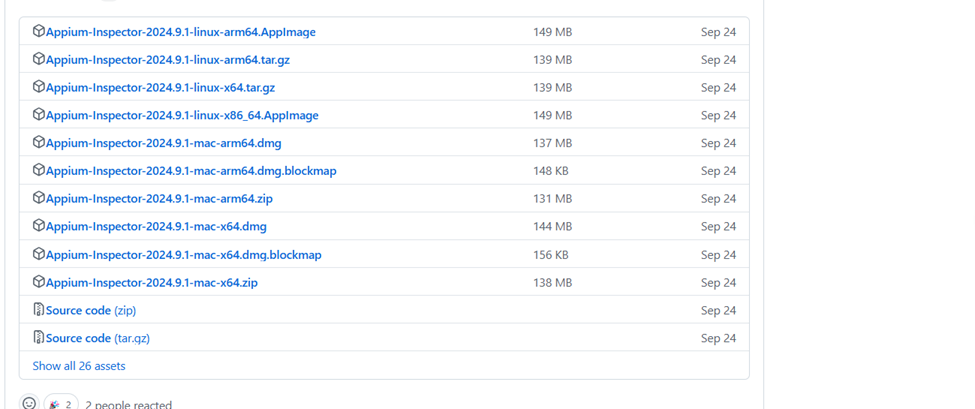 Appium-Inspector-2024.9.1-linux-arm64.AppImage 149 MB Sep 24
Appium-Inspector-2024.9.1-linux-arm64.tar.gz 139 MB Sep 24
Appium-Inspector-2024.9.1-linux-x64.tar.gz 139 MB Sep 24
Appium-Inspector-2024.9.1-linux-x86_64.AppImage 149 MB Sep 24
Appium-Inspector-2024.9.1-mac-arm64.dmg 137 MB Sep 24
Appium-Inspector-2024.9.1-mac-arm64.dmg.blockmap 148 KB Sep 24
Appium-Inspector-2024.9.1-mac-arm64.zip 131 MB Sep 24
Appium-Inspector-2024.9.1-mac-x64.dmg 144 MB Sep 24
Appium-Inspector-2024.9.1-mac-x64.dmg.blockmap 156 KB Sep 24
Appium-Inspector-2024.9.1-mac-x64.zip 138 MB Sep 24
Source code (zip) Sep 24
Source code (tar.gz) Sep 24
Show all 26 assets
2 2 people reacted